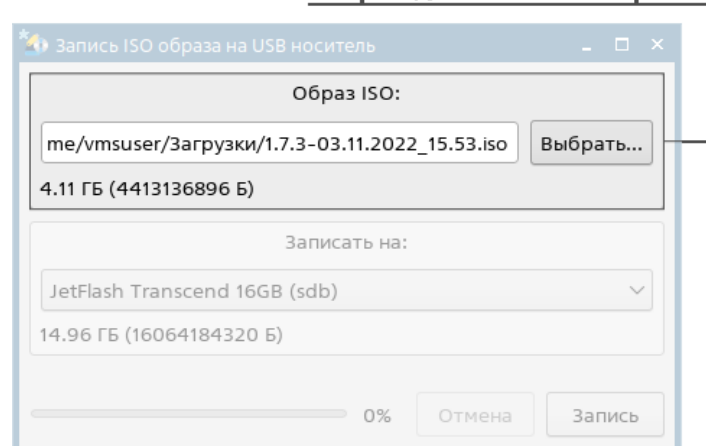 Запись ISO образа на USB носитель
Образ ISO:
me/vmsuser/Загрузки/1.7.3-03.11.2022_15.53.iso
Выбрать...
4.11 ГБ (4413136896 Б)
Записать на:
JetFlash Transcend 16GB (sdb)
14.96 ГБ (16064184320 Б)
0%
Отмена
Запись